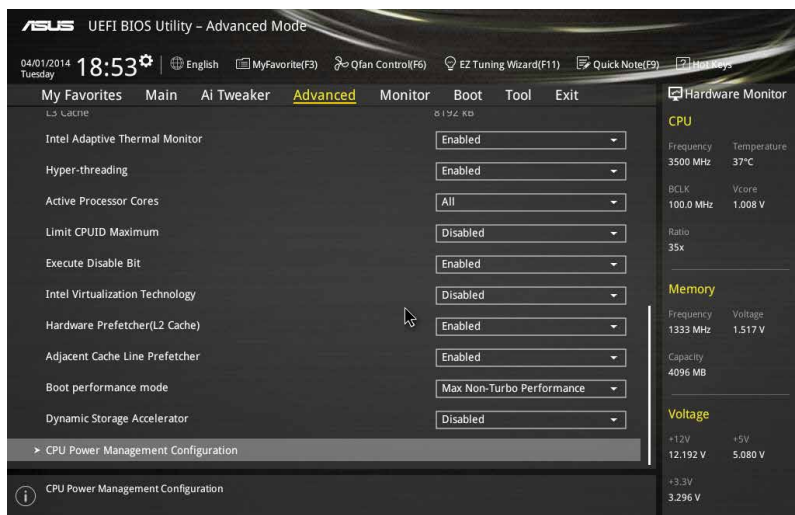 ASUS UEFI BIOS Utility – Advanced Mode
04/01/2014 Tuesday 18:53 English MyFavorite(F3) Qfan Control(F6) EZ Tuning Wizard(F11) Quick Note(F9) Hot Keys
My Favorites Main Ai Tweaker Advanced Monitor Boot Tool Exit
L3 Cache 8192 KB
Intel Adaptive Thermal Monitor Enabled
Hyper-threading Enabled
Active Processor Cores All
Limit CPUID Maximum Disabled
Execute Disable Bit Enabled
Intel Virtualization Technology Disabled
Hardware Prefetcher(L2 Cache) Enabled
Adjacent Cache Line Prefetcher Enabled
Boot performance mode Max Non-Turbo Performance
Dynamic Storage Accelerator Disabled
> CPU Power Management Configuration
CPU Power Management Configuration
Hardware Monitor
CPU
Frequency Temperature
3500 MHz 37°C
BCLK Vcore
100.0 MHz 1.008 V
Ratio
35x
Memory
Frequency Voltage
1333 MHz 1.517 V
Capacity
4096 MB
Voltage
+12V +5V
12.192 V 5.080 V
+3.3V
3.296 V